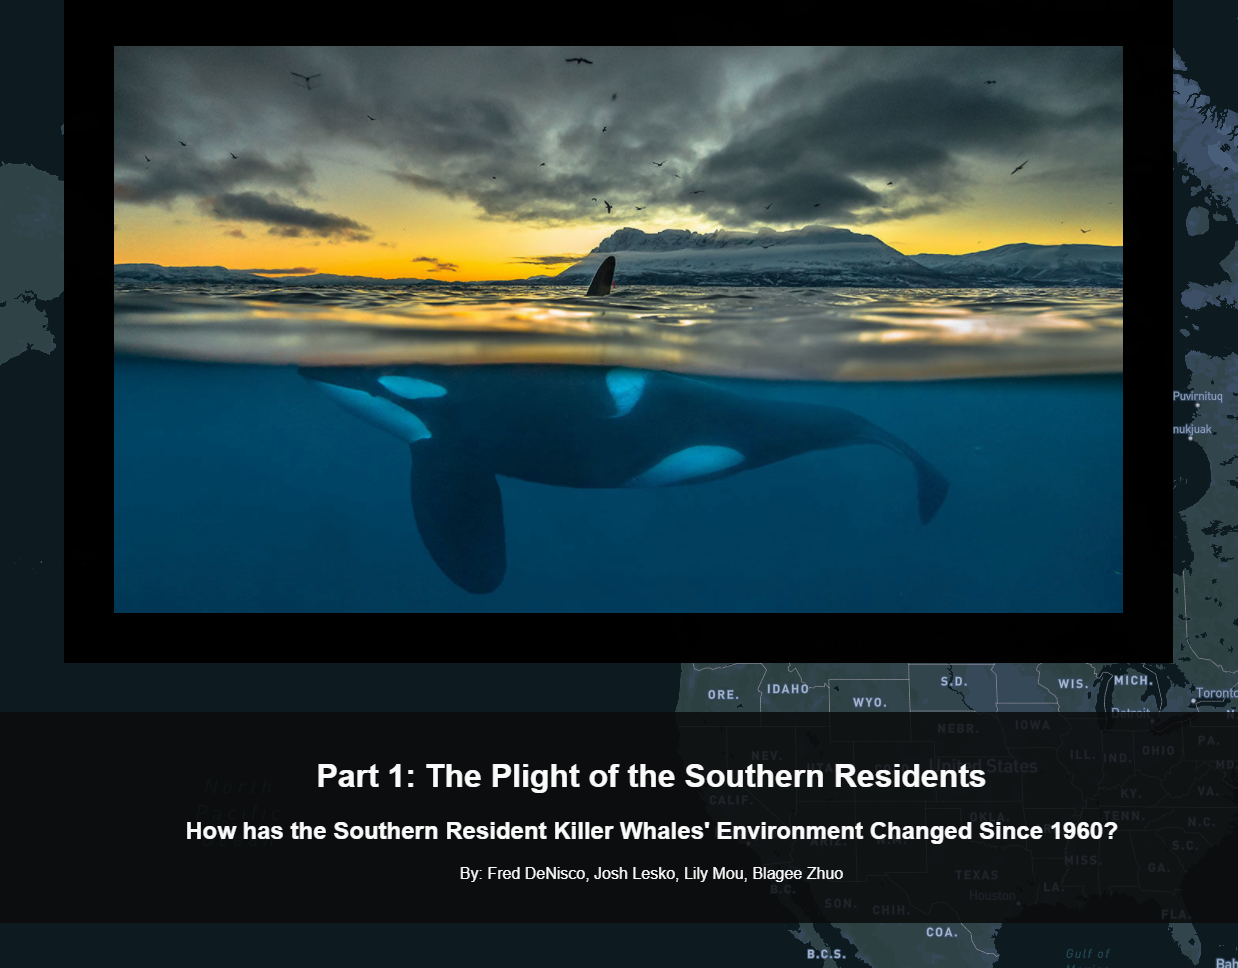 Puvirnituq
nukjuak
ORE.
IDAHO
WYO.
S.D.
WIS.
MICH.
Toronto
Detroit
NEBR.
IOWA
NEV.
ILL.
IND.
OHIO
PA.
MD.
United States
Part 1: The Plight of the Southern Residents
North
Pacific
CALIF.
KY.
VA.
How has the Southern Resident Killer Whales' Environment Changed Since 1960?
OKLA.
TENN.
N.C.
ARIZ.
N.M.
S.C.
MISS.
GA.
By: Fred DeNisco, Josh Lesko, Lily Mou, Blagee Zhuo
TEXAS
B.C.
LA.
Houston
SON.
CHIH.
FLA.
COA.
B.C.S.
Gulf of
Bah